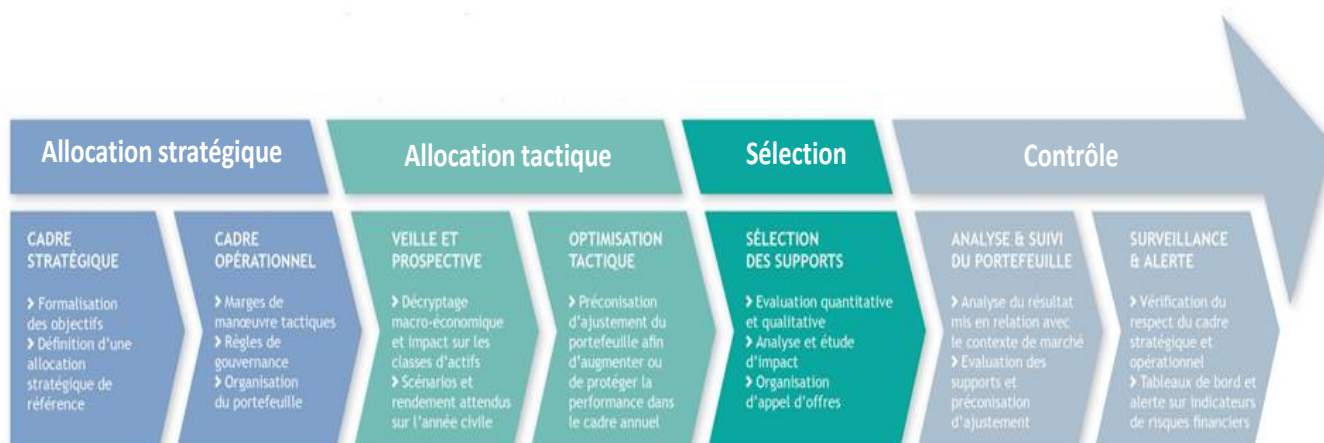 Allocation stratégique
Allocation tactique
Sélection
Contrôle
CADRE
STRATÉGIQUE
> Formalisation
des objectifs
> Définition d'une
allocation
stratégique de
référence
CADRE
OPÉRATIONNEL
> Marges de
manœuvre tactiques
> Règles de
gouvernance
> Organisation
du portefeuille
VEILLE ET
PROSPECTIVE
> Décryptage
macro-économique
et impact sur les
classes d'actifs
> Scénarios et
rendement attendus
sur l'année civile
OPTIMISATION
TACTIQUE
> Préconisation
d'ajustement du
portefeuille afin
d'augmenter ou
de protéger la
performance dans
le cadre annuel
SÉLECTION
DES SUPPORTS
> Evaluation quantitative
et qualitative
> Analyse et étude
d'impact
> Organisation
d'appel d'offres
ANALYSE & SUIVI
DU PORTEFEUILLE
> Analyse du résultat
mis en relation avec
le contexte de marché
> Evaluation des
supports et
préconisation
d'ajustement
SURVEILLANCE
& ALERTE
> Vérification du
respect du cadre
stratégique et
opérationnel
> Tableaux de bord et
alerte sur indicateurs
de risques financiers